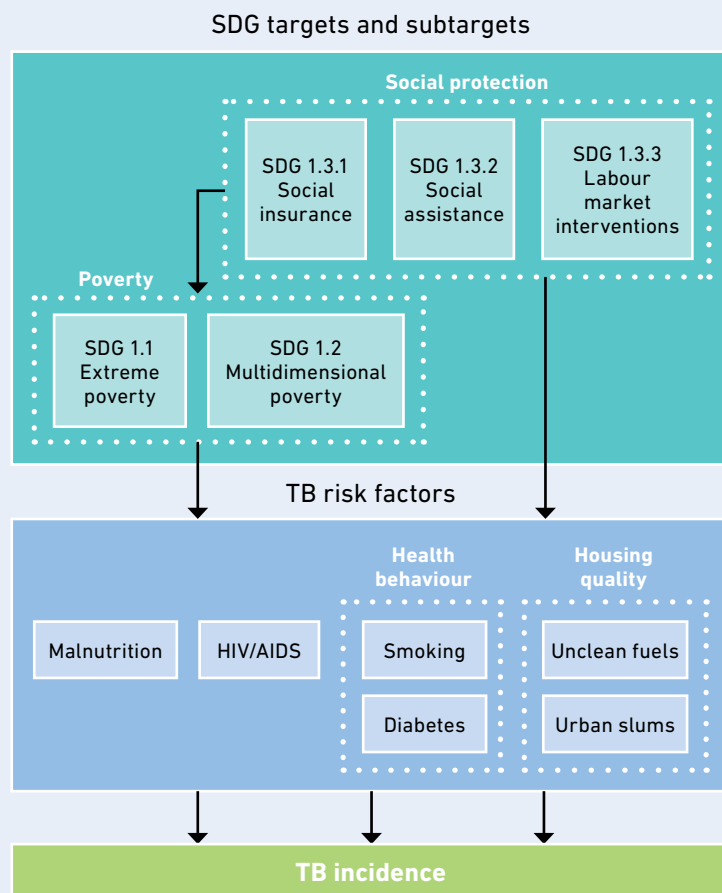 SDG targets and subtargets
Social protection
SDG 1.3.1
Social
insurance
SDG 1.3.2
Social
assistance
SDG 1.3.3
Labour
market
interventions
Poverty
SDG 1.1
Extreme
poverty
SDG 1.2
Multidimensional
poverty
TB risk factors
Malnutrition
HIV/AIDS
Health
behaviour
Smoking
Diabetes
Housing
quality
Unclean fuels
Urban slums
TB incidence